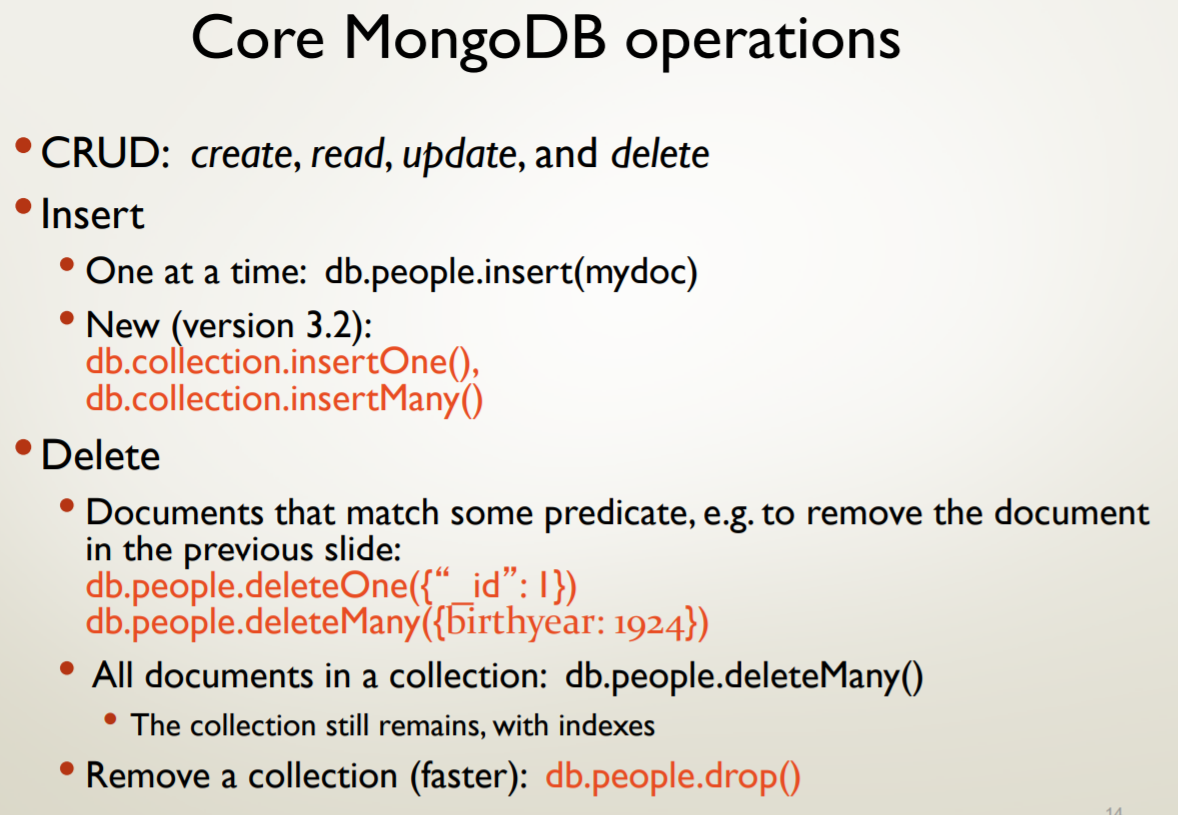 Core MongoDB operations
• CRUD: create, read, update, and delete
• Insert
• One at a time: db.people.insert(mydoc)
• New (version 3.2):
db.collection.insertOne(),
db.collection.insertMany()
• Delete
• Documents that match some predicate, e.g. to remove the document
in the previous slide:
db.people.deleteOne({“_id”: 1})
db.people.deleteMany({birthyear: 1924})
• All documents in a collection: db.people.deleteMany()
• The collection still remains, with indexes
• Remove a collection (faster): db.people.drop()
14